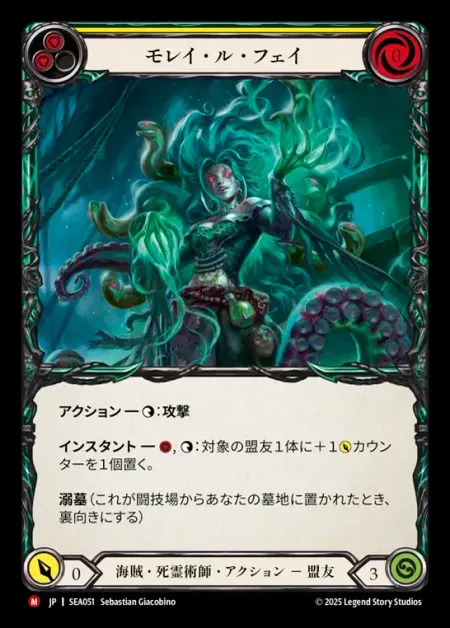 モレイ・ル・フェイ
0
アクション ー :攻撃
インスタント ー , :対象の盟友1体に+1カウン
ターを1個置く。
溺墓(これが闘技場からあなたの墓地に置かれたとき、
裏向きにする)
0
海賊・死霊術師・アクション − 盟友
3
M JP | SEA051 Sebastian Giacobino
© 2025 Legend Story Studios